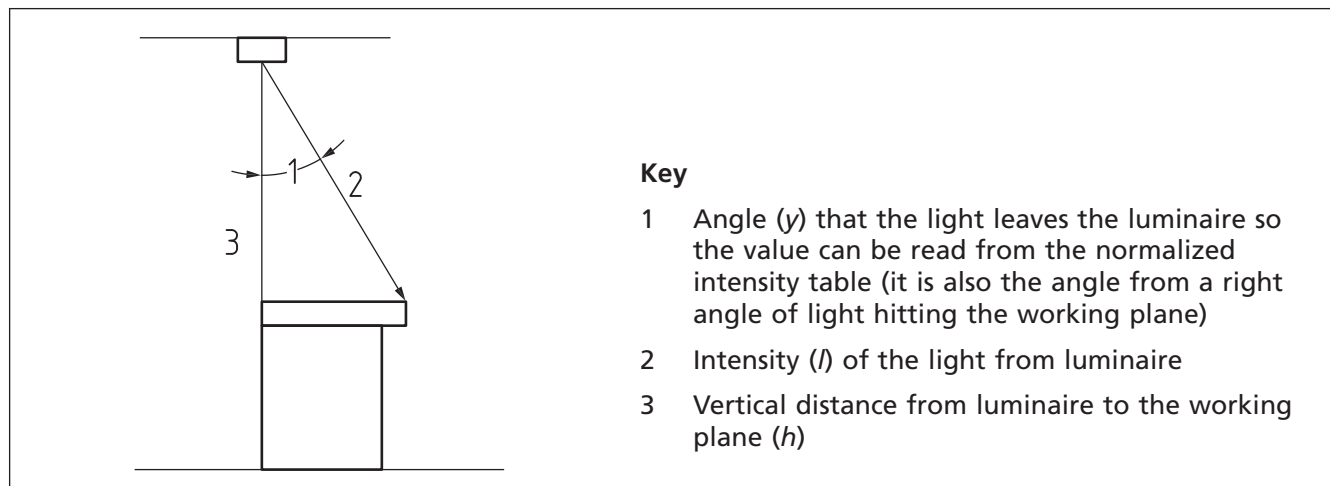 1
2
3
Key
1 Angle (y) that the light leaves the luminaire so
the value can be read from the normalized
intensity table (it is also the angle from a right
angle of light hitting the working plane)
2 Intensity (I) of the light from luminaire
3 Vertical distance from luminaire to the working
plane (h)